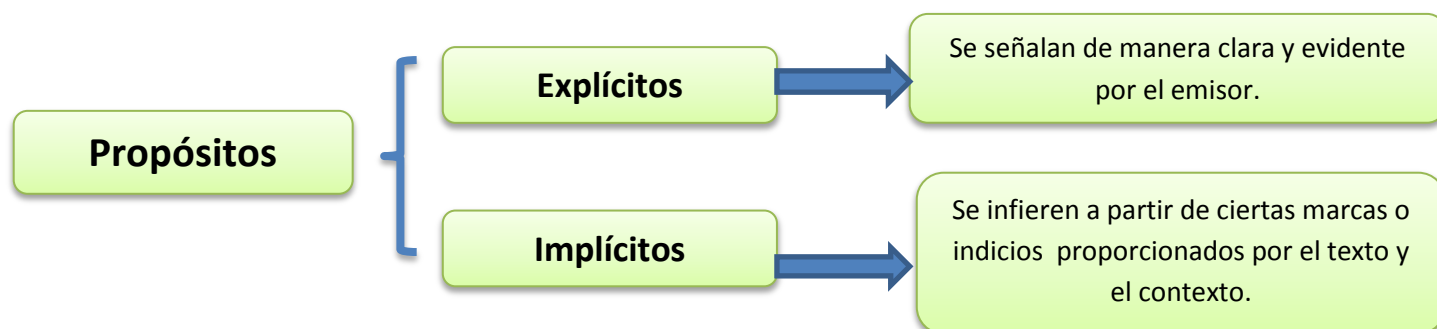 Propósitos
Explícitos
Se señalan de manera clara y evidente
por el emisor.
Implícitos
Se infieren a partir de ciertas marcas o
indicios  proporcionados por el texto y
el contexto.